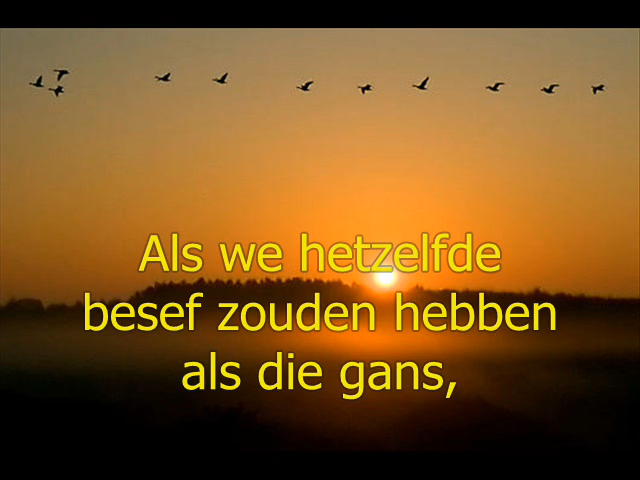 Als we hetzelfde
besef zouden hebben
als die gans,